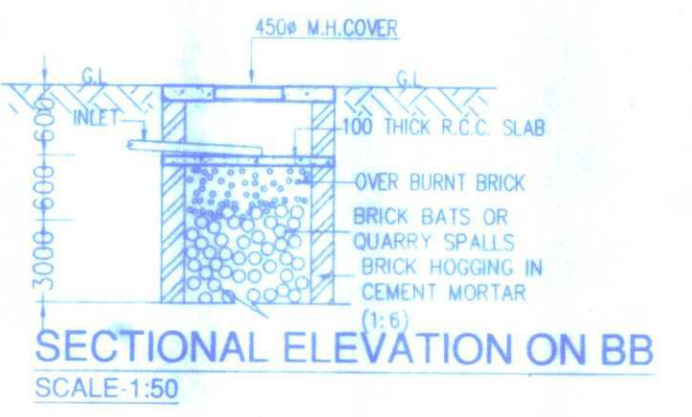 450ø M.H.COVER
G.L
G.L
600
INLET
100 THICK R.C.C. SLAB
600
OVER BURNT BRICK
BRICK BATS OR
QUARRY SPALLS
3000
BRICK HOGGING IN
CEMENT MORTAR
(1:6)
SECTIONAL ELEVATION ON BB
SCALE-1:50